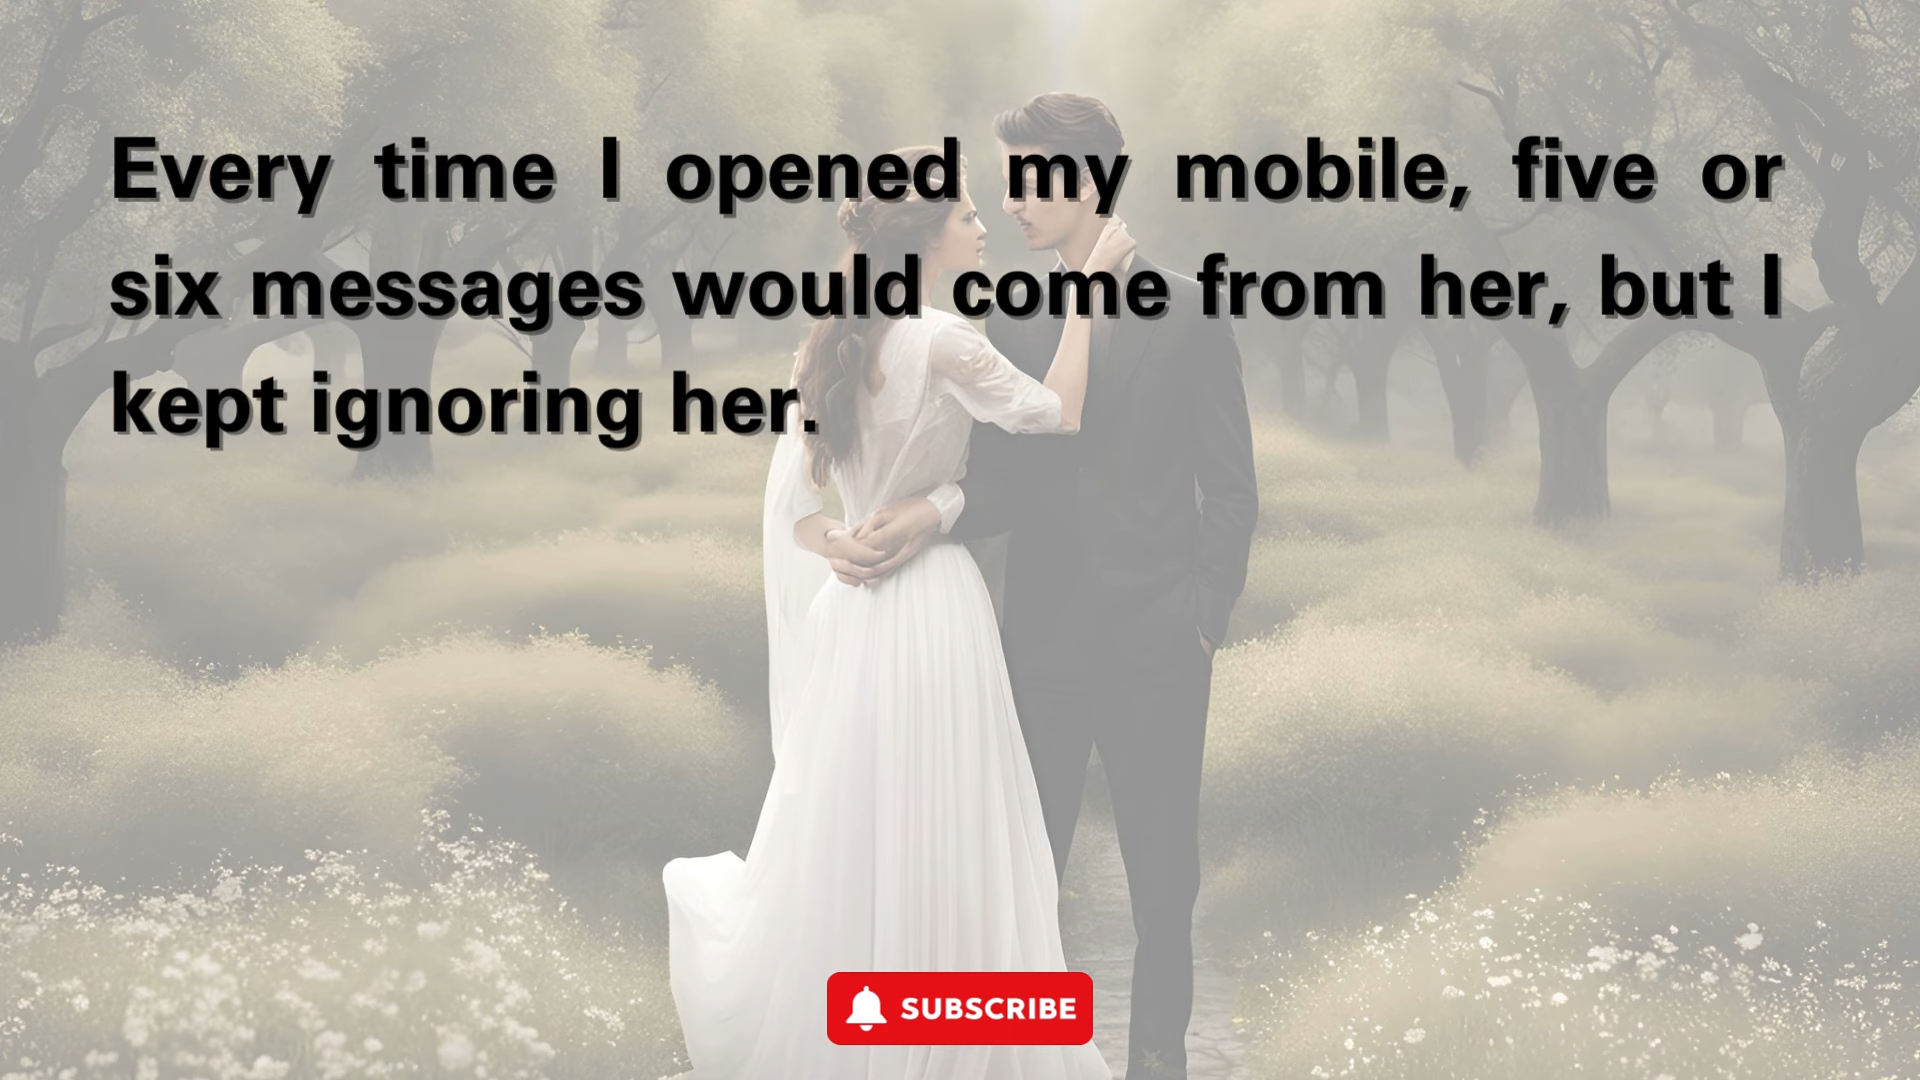 Every time I opened my mobile, five or
six messages would come from her, but I
kept ignoring her.
SUBSCRIBE